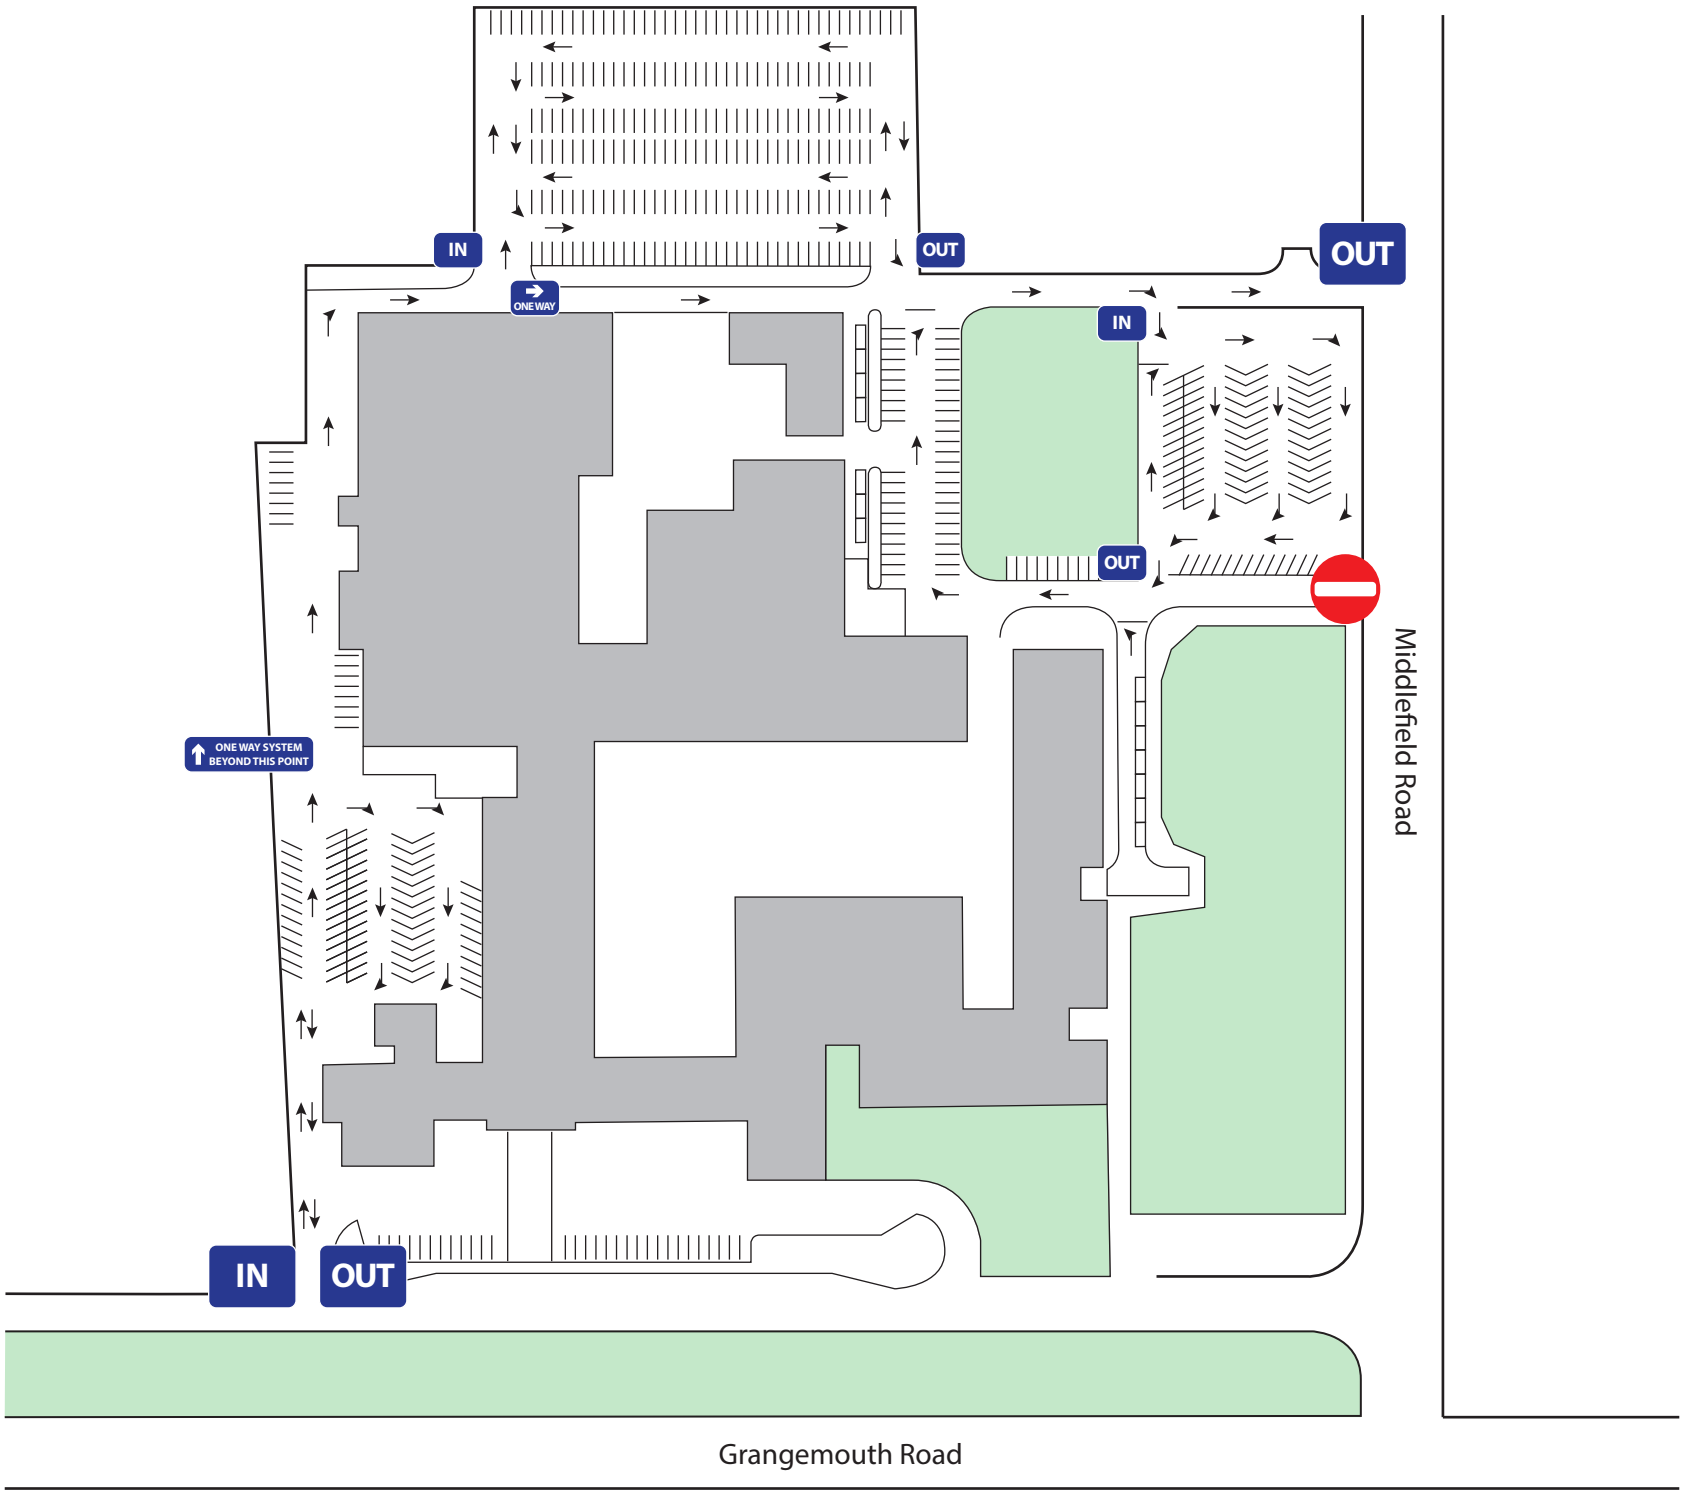 IN
OUT
OUT
ONE WAY
IN
OUT
Middlefield Road
ONE WAY SYSTEM
BEYOND THIS POINT
IN
OUT
Grangemouth Road